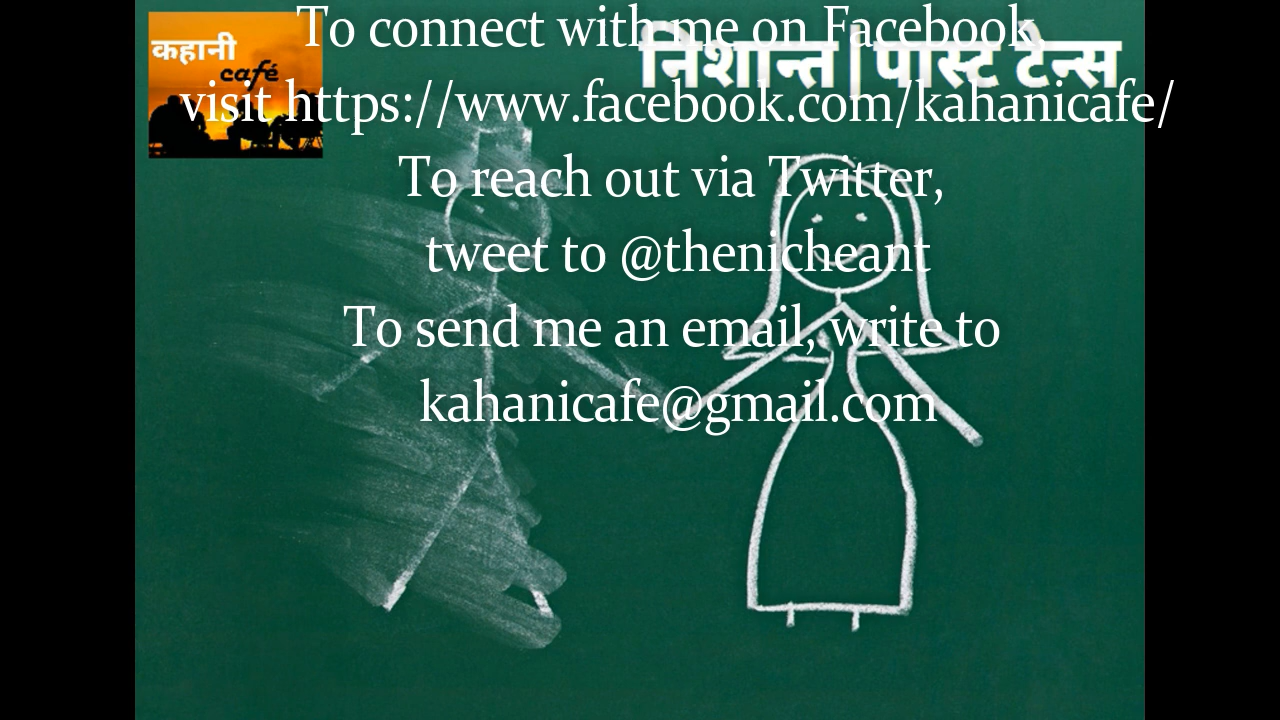 To connect with me on Facebook,
visit https://www.facebook.com/kahanicafe/
To reach out via Twitter,
tweet to @thenicheant
To send me an email, write to
kahanicafe@gmail.com
कहानी
café
निशान्त | पास्ट टेन्स